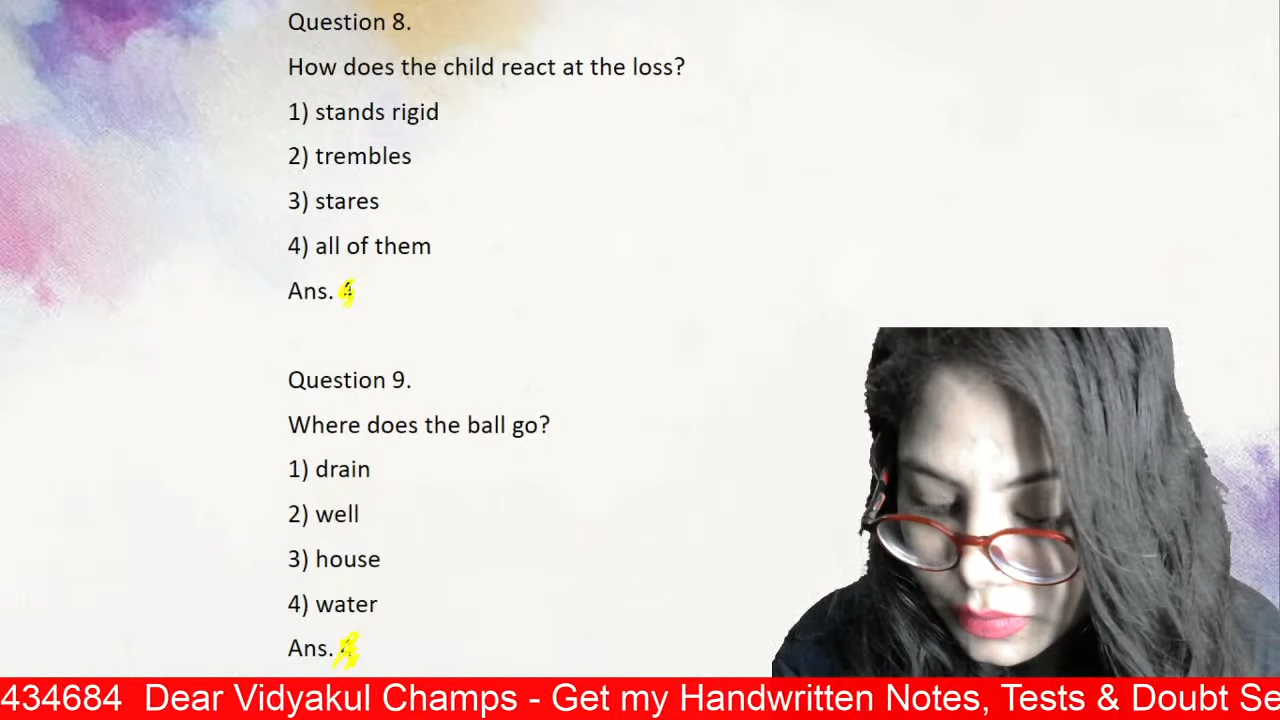 Question 8.
How does the child react at the loss?
1) stands rigid
2) trembles
3) stares
4) all of them
Ans. 4
Question 9.
Where does the ball go?
1) drain
2) well
3) house
4) water
Ans. 4
434684 Dear Vidyakul Champs - Get my Handwritten Notes, Tests & Doubt Se